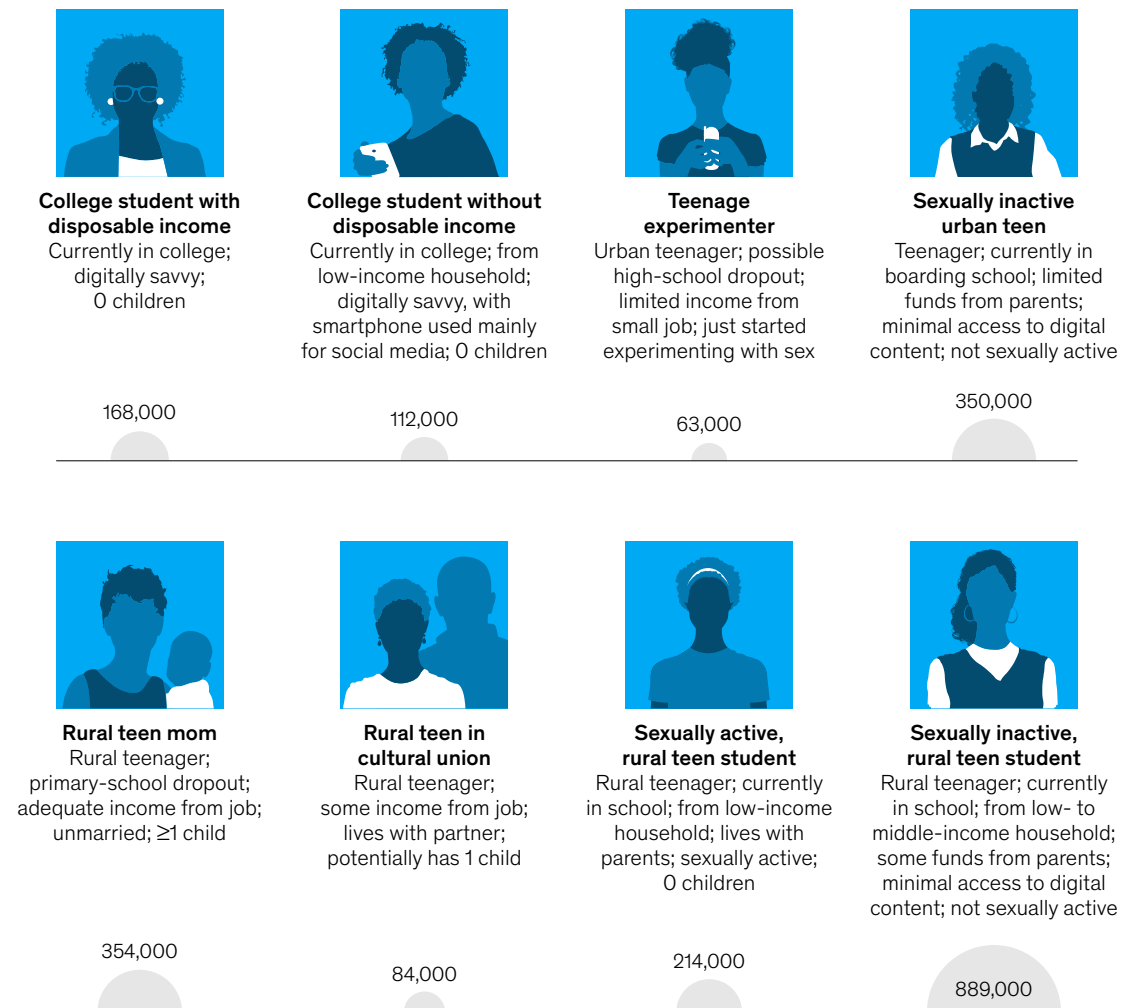 College student with
disposable income
Currently in college;
digitally savvy;
0 children
168,000
College student without
disposable income
Currently in college; from
low-income household;
digitally savvy, with
smartphone used mainly
for social media; 0 children
112,000
Teenage
experimenter
Urban teenager; possible
high-school dropout;
limited income from
small job; just started
experimenting with sex
63,000
Sexually inactive
urban teen
Teenager; currently in
boarding school; limited
funds from parents;
minimal access to digital
content; not sexually active
350,000
Rural teen mom
Rural teenager;
primary-school dropout;
adequate income from job;
unmarried; ≥1 child
354,000
Rural teen in
cultural union
Rural teenager;
some income from job;
lives with partner;
potentially has 1 child
84,000
Sexually active,
rural teen student
Rural teenager; currently
in school; from low-income
household; lives with
parents; sexually active;
0 children
214,000
Sexually inactive,
rural teen student
Rural teenager; currently
in school; from low- to
middle-income household;
some funds from parents;
minimal access to digital
content; not sexually active
889,000